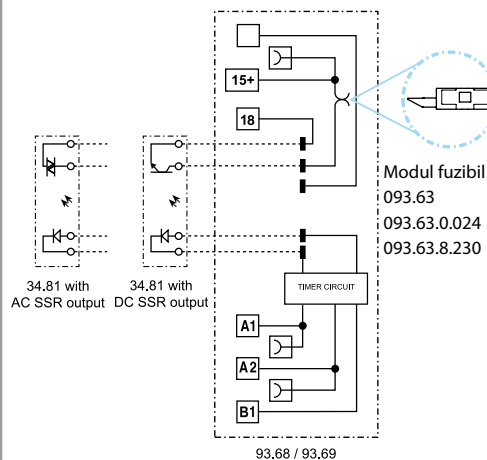 15+
18
Modul fuzibil
093.63
093.63.0.024
093.63.8.230
34.81 with
AC SSR output
34.81 with
DC SSR output
TIMER CIRCUIT
A1
A2
B1
93.68 / 93.69